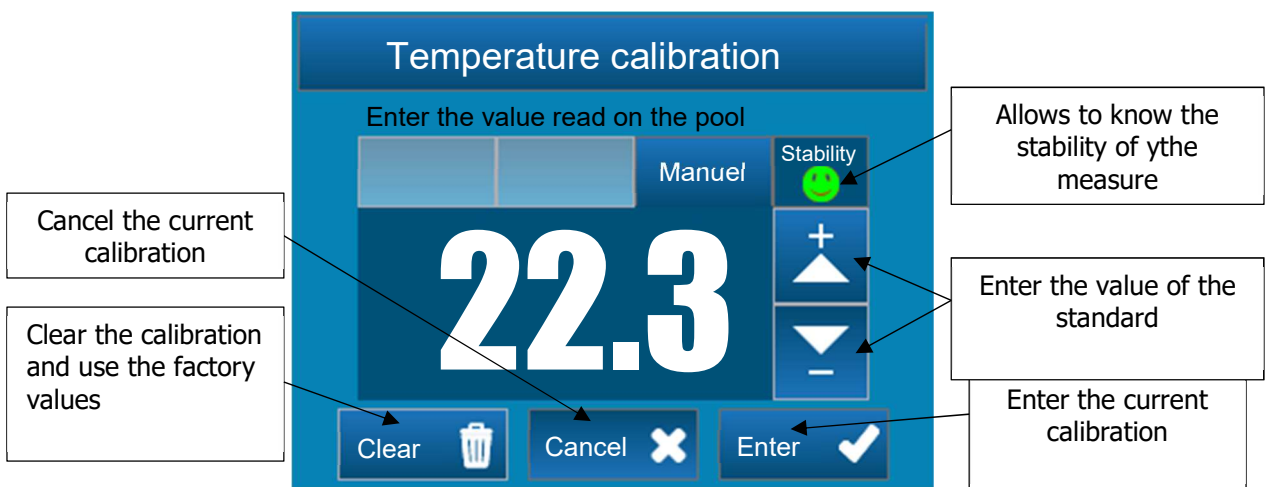 Temperature calibration
Enter the value read on the pool
Manuel
Stability
22.3
+
−
Clear
Cancel
Enter
Cancel the current
calibration
Clear the calibration
and use the factory
values
Allows to know the
stability of ythe
measure
Enter the value of the
standard
Enter the current
calibration